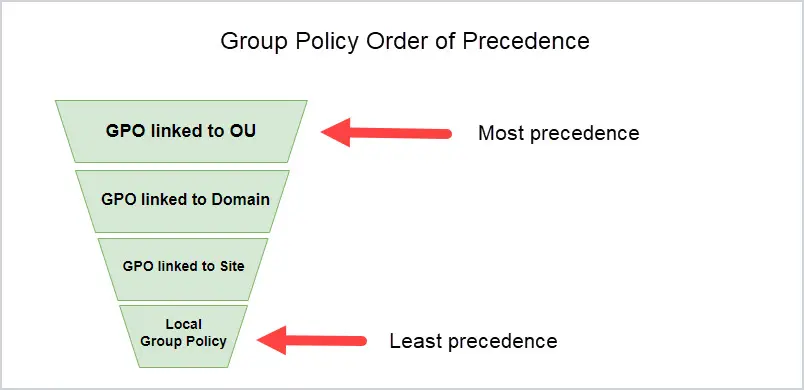 Group Policy Order of Precedence
GPO linked to OU
Most precedence
GPO linked to Domain
GPO linked to Site
Local
Group Policy
Least precedence